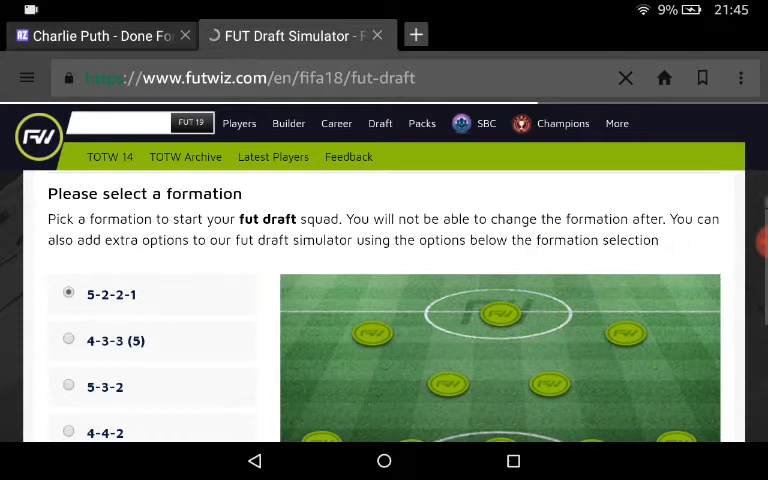 9% 21:45
Charlie Puth - Done Fo
FUT Draft Simulator - F
https://www.futwiz.com/en/fifa18/fut-draft
FW FUT 19 Players Builder Career Draft Packs SBC Champions More
TOTW 14 TOTW Archive Latest Players Feedback
Please select a formation
Pick a formation to start your fut draft squad. You will not be able to change the formation after. You can
also add extra options to our fut draft simulator using the options below the formation selection
5-2-2-1
4-3-3 (5)
5-3-2
4-4-2